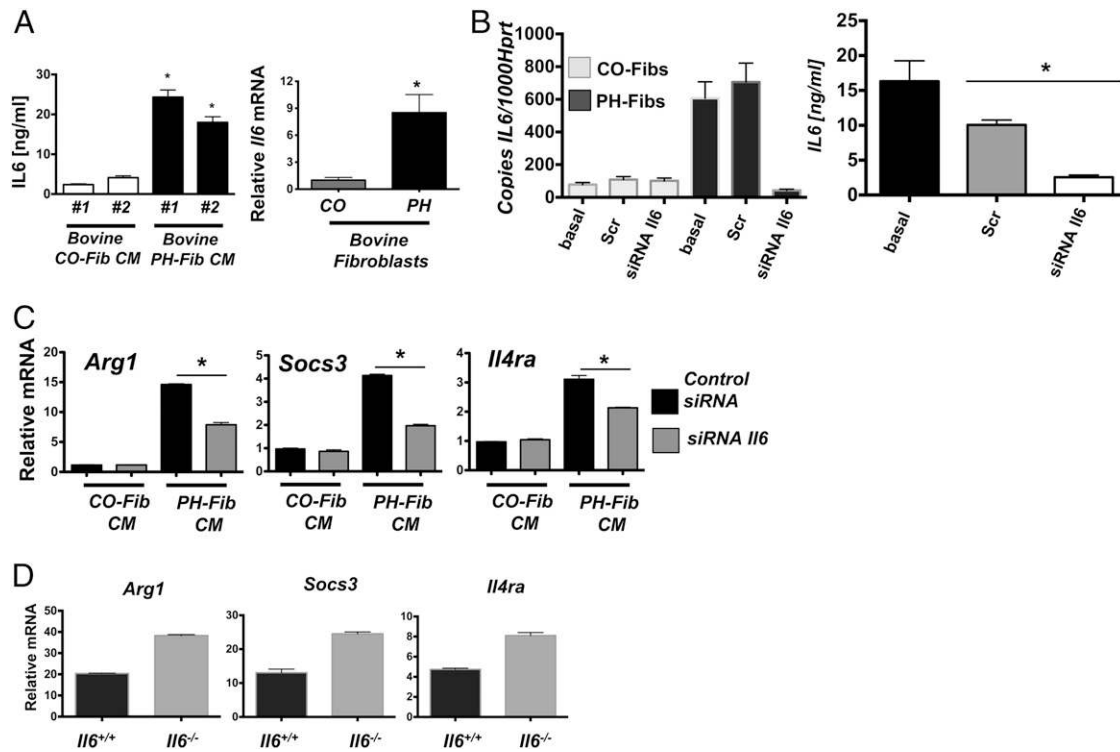 A
IL6 [ng/ml]
30
20
10
0
*
*
#1 #2 #1 #2
Bovine
CO-Fib CM
Bovine
PH-Fib CM
Relative Il6 mRNA
12
9
6
3
0
*
CO PH
Bovine
Fibroblasts
B
Copies IL6/1000Hprt
1000
800
600
400
200
0
CO-Fibs
PH-Fibs
basal
Scr
siRNA Il6
basal
Scr
siRNA Il6
IL6 [ng/ml]
25
20
15
10
5
0
*
basal
Scr
siRNA Il6
C
Relative mRNA
Arg1
20
15
10
5
0
*
CO-Fib
CM
PH-Fib
CM
Socs3
5
4
3
2
1
0
*
CO-Fib
CM
PH-Fib
CM
Il4ra
4
3
2
1
0
*
CO-Fib
CM
PH-Fib
CM
Control
siRNA
siRNA Il6
D
Relative mRNA
Arg1
50
40
30
20
10
0
Il6+/+ Il6-/-
Socs3
30
20
10
0
Il6+/+ Il6-/-
Il4ra
10
8
6
4
2
0
Il6+/+ Il6-/-